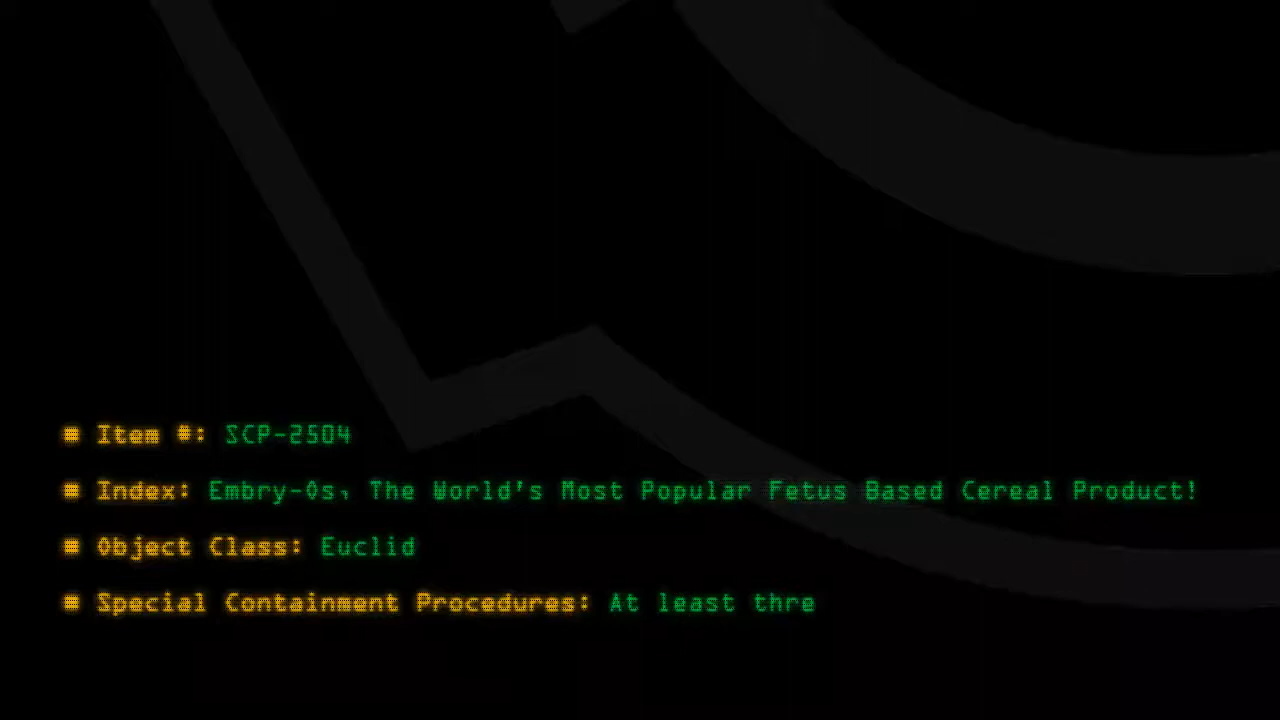 ■ Item #: SCP-2504
■ Index: Embry-Os, The World's Most Popular Fetus Based Cereal Product!
■ Object Class: Euclid
■ Special Containment Procedures: At least thre